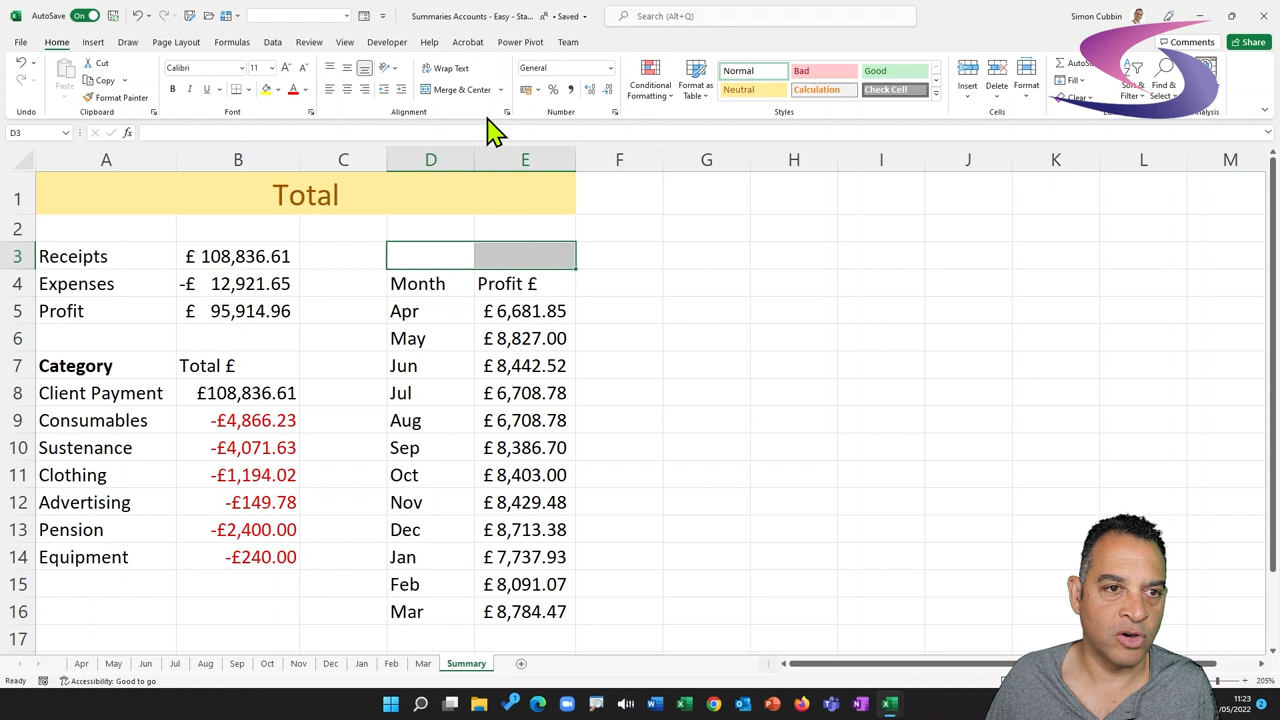 AutoSave On Summaries Accounts - Easy - Sta... • Saved Search (Alt+Q) Simon Cubbin
File Home Insert Draw Page Layout Formulas Data Review View Developer Help Acrobat Power Pivot Team Comments Share
Cut Calibri 11 Wrap Text General Normal Bad Good
Paste Copy Conditional Formatting Format as Table Insert Delete Format Fill Sort Filter Find & Select
Format Painter B I U Merge & Center Neutral Calculation Check Cell Clear
Undo Clipboard Font Alignment Number Styles Cells
D3 fx
A B C D E F G H I J K L M
1 Total
2
3 Receipts £ 108,836.61
4 Expenses -£ 12,921.65 Month Profit £
5 Profit £ 95,914.96 Apr £ 6,681.85
6 May £ 8,827.00
7 Category Total £ Jun £ 8,442.52
8 Client Payment £108,836.61 Jul £ 6,708.78
9 Consumables -£4,866.23 Aug £ 6,708.78
10 Sustenance -£4,071.63 Sep £ 8,386.70
11 Clothing -£1,194.02 Oct £ 8,403.00
12 Advertising -£149.78 Nov £ 8,429.48
13 Pension -£2,400.00 Dec £ 8,713.38
14 Equipment -£240.00 Jan £ 7,737.93
15 Feb £ 8,091.07
16 Mar £ 8,784.47
17
Apr May Jun Jul Aug Sep Oct Nov Dec Jan Feb Mar Summary
Ready Accessibility: Good to go 205%
11:23
/05/2022